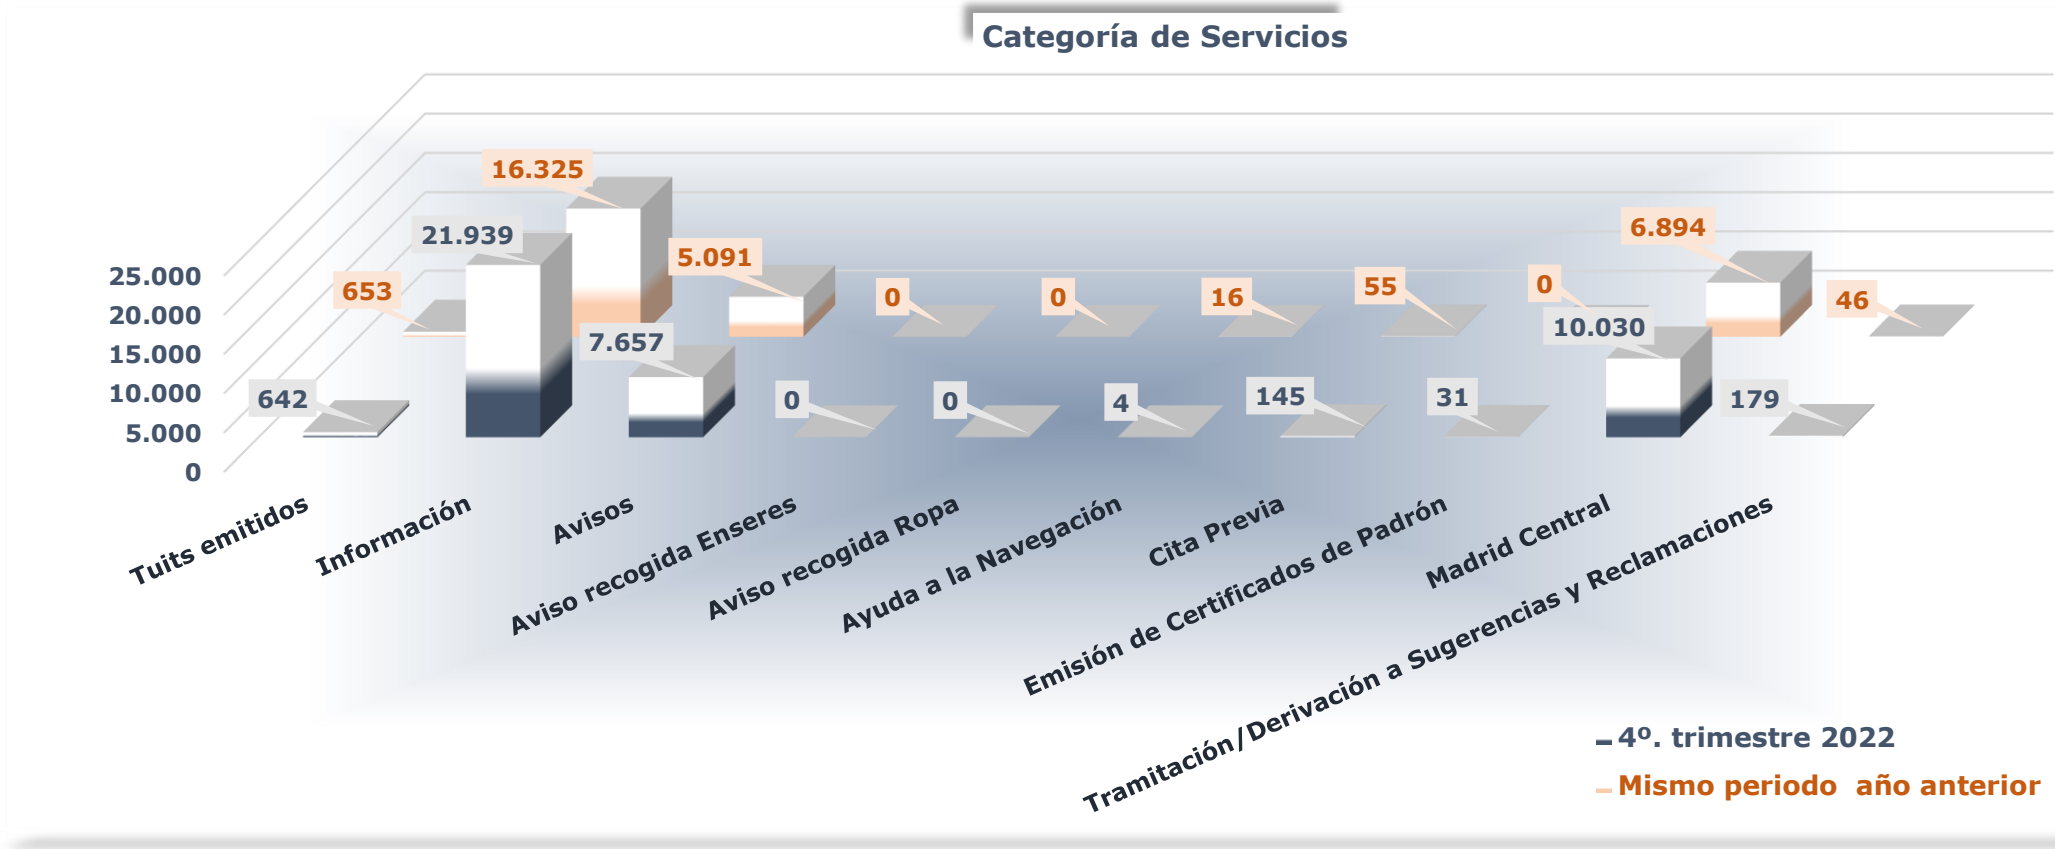 Categoría de Servicios
16.325
21.939
6.894
5.091
25.000
653
0
0
16
55
0
46
20.000
10.030
7.657
15.000
642
10.000
0
0
4
145
31
179
5.000
0
Tuits emitidos
Información
Avisos
Aviso recogida Enseres
Aviso recogida Ropa
Ayuda a la Navegación
Cita Previa
Emisión de Certificados de Padrón
Madrid Central
Tramitación/Derivación a Sugerencias y Reclamaciones
4º. trimestre 2022
Mismo periodo  año anterior